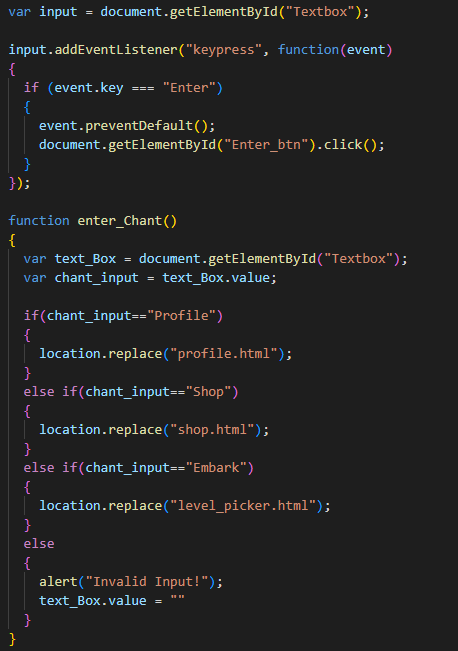 var input = document.getElementById("Textbox");
input.addEventListener("keypress", function(event)
{
  if (event.key === "Enter")
  {
    event.preventDefault();
    document.getElementById("Enter_btn").click();
  }
});
function enter_Chant()
{
  var text_Box = document.getElementById("Textbox");
  var chant_input = text_Box.value;
  if(chant_input=="Profile")
  {
    location.replace("profile.html");
  }
  else if(chant_input=="Shop")
  {
    location.replace("shop.html");
  }
  else if(chant_input=="Embark")
  {
    location.replace("level_picker.html");
  }
  else
  {
    alert("Invalid Input!");
    text_Box.value = ""
  }
}